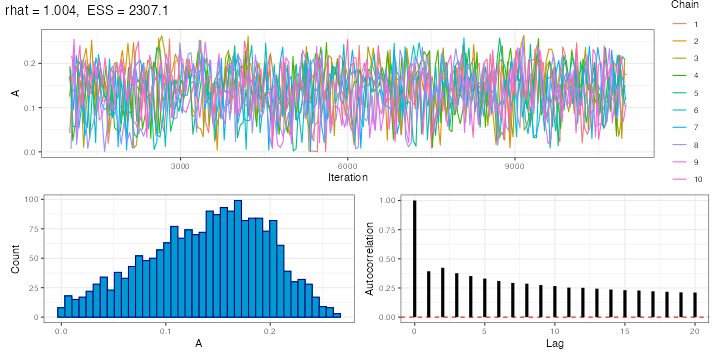 rhat = 1.004,  ESS = 2307.1
Chain
1
2
3
4
5
6
7
8
9
10
A
0.2
0.1
0.0
3000 6000 9000
Iteration
Count
100
75
50
25
0
0.0 0.1 0.2
A
Autocorrelation
1.00
0.75
0.50
0.25
0.00
0 5 10 15 20
Lag